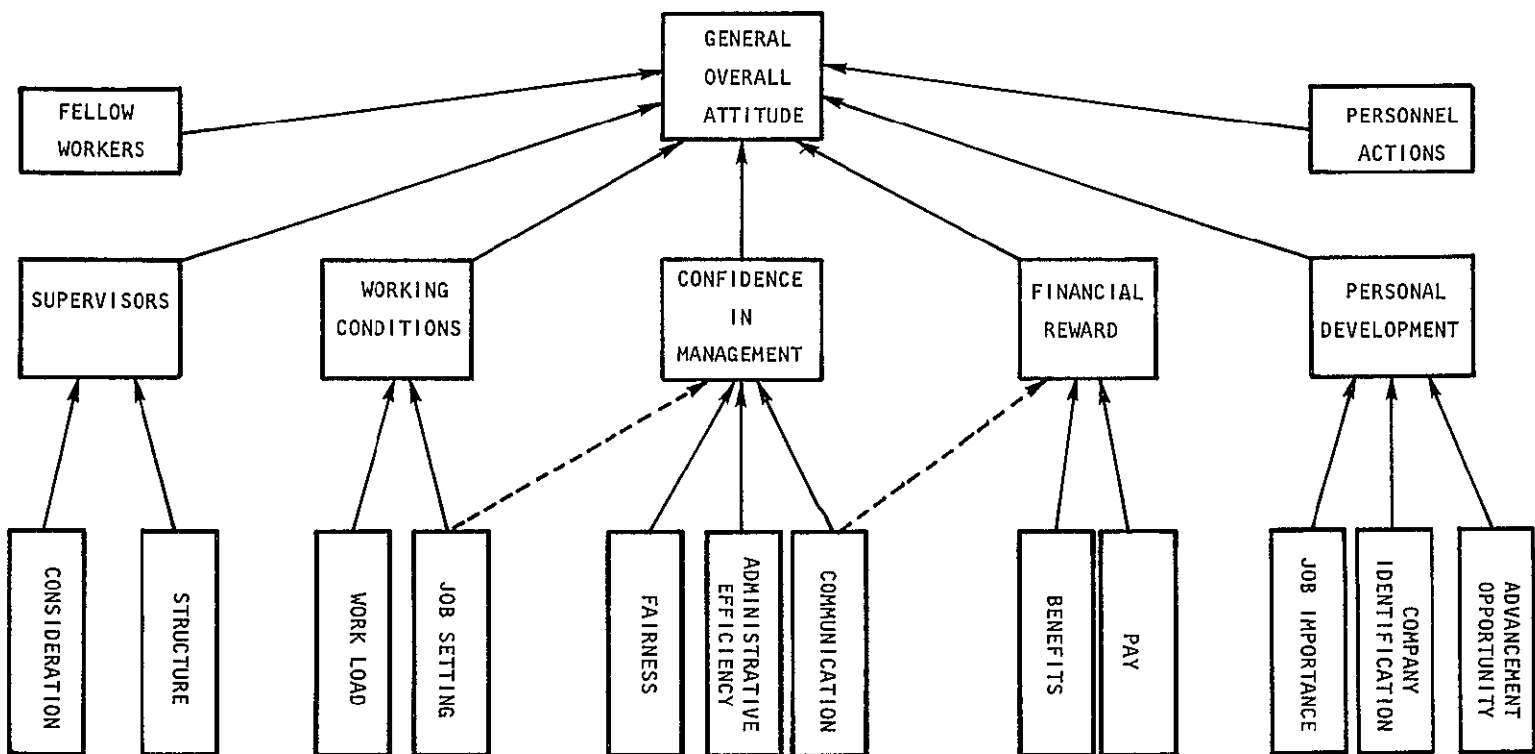 GENERAL
OVERALL
ATTITUDE
FELLOW
WORKERS
PERSONNEL
ACTIONS
SUPERVISORS
WORKING
CONDITIONS
CONFIDENCE
IN
MANAGEMENT
FINANCIAL
REWARD
PERSONAL
DEVELOPMENT
CONSIDERATION
STRUCTURE
WORK LOAD
JOB SETTING
FAIRNESS
ADMINISTRATIVE
EFFICIENCY
COMMUNICATION
BENEFITS
PAY
JOB IMPORTANCE
COMPANY
IDENTIFICATION
ADVANCEMENT
OPPORTUNITY